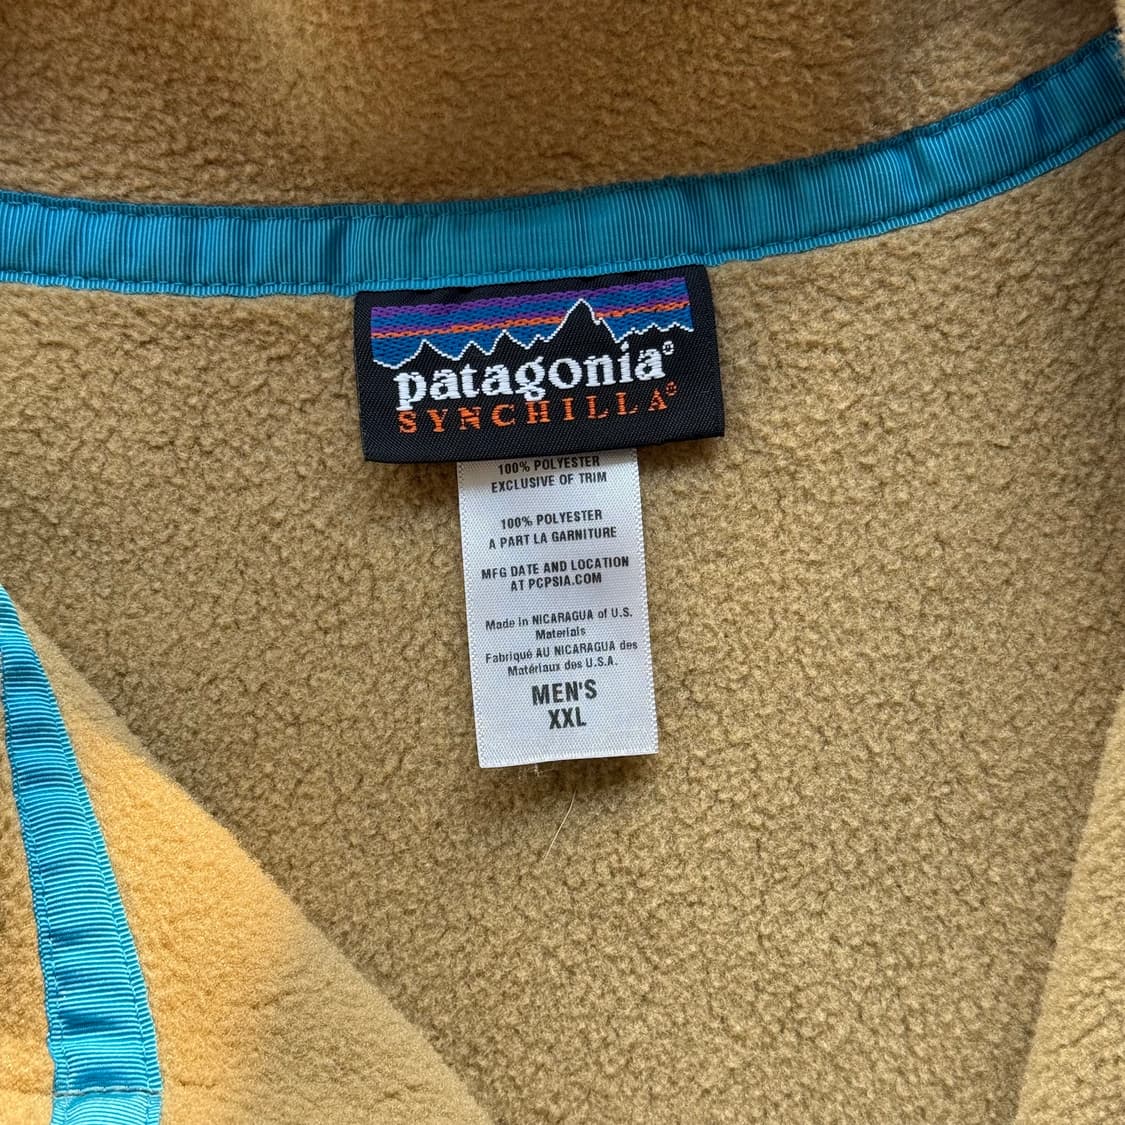 patagonia®
SYNCHILLA®
100% POLYESTER
EXCLUSIVE OF TRIM
100% POLYESTER
A PART LA GARNITURE
MFG DATE AND LOCATION
AT PCPSIA.COM
Made in NICARAGUA of U.S.
Materials
Fabriqué AU NICARAGUA des
Matériaux des U.S.A.
MEN'S
XXL